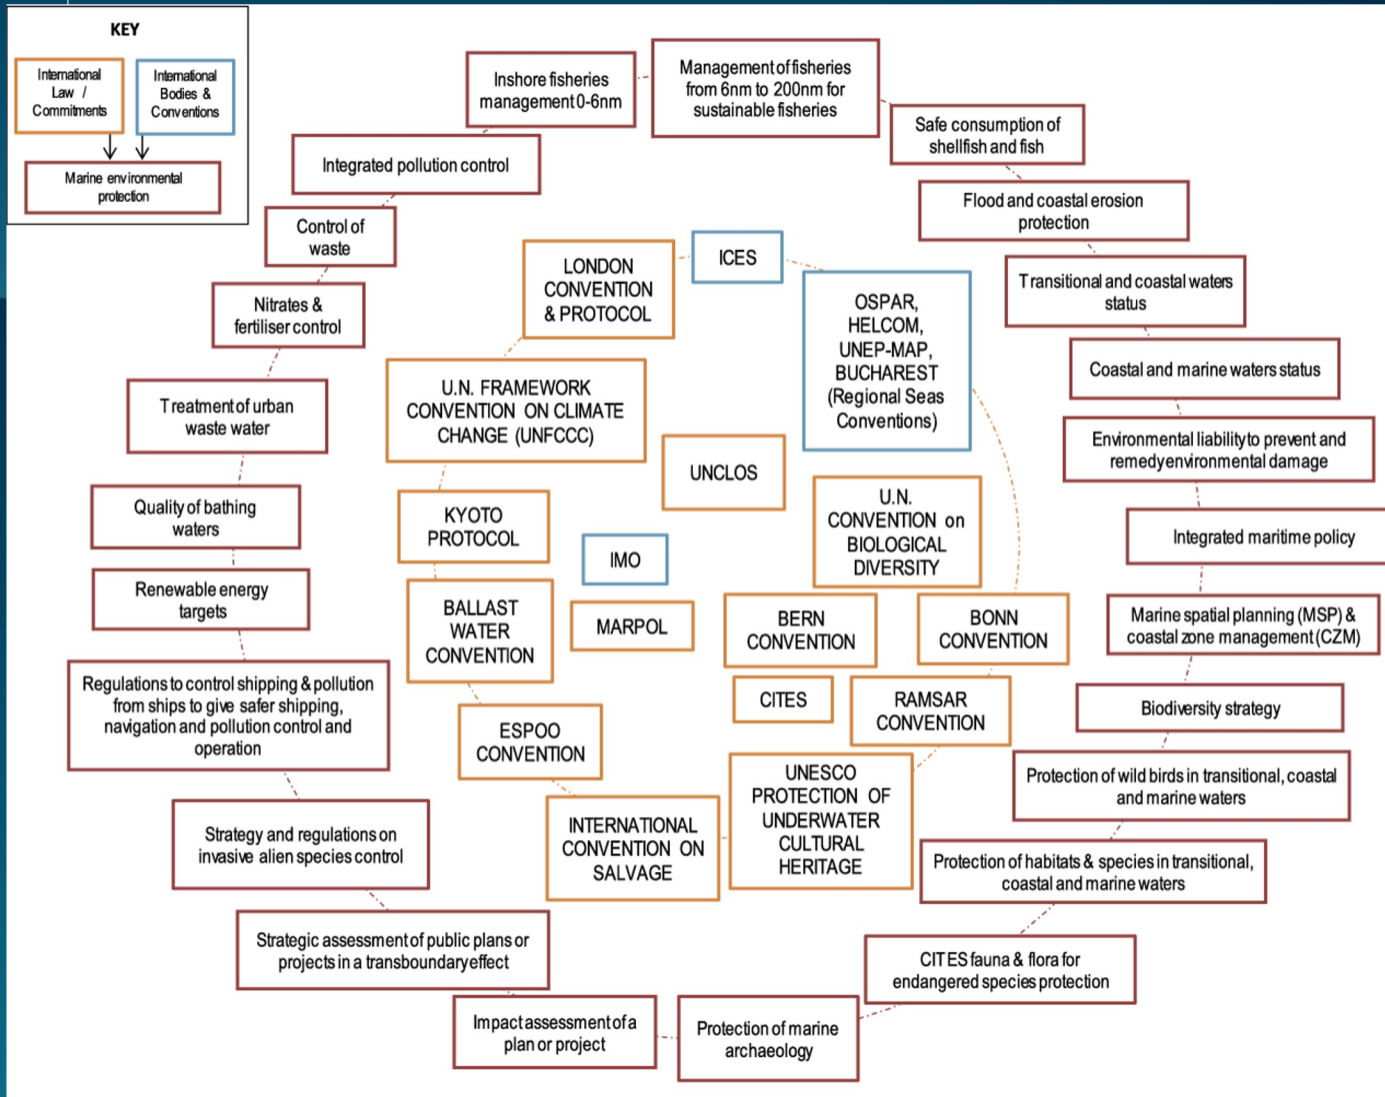 KEY
International
Law /
Commitments
International
Bodies &
Conventions
Marine environmental
protection
Inshore fisheries
management 0-6nm
Management of fisheries
from 6nm to 200nm for
sustainable fisheries
Safe consumption of
shellfish and fish
Flood and coastal erosion
protection
Transitional and coastal waters
status
Coastal and marine waters status
Environmental liability to prevent and
remedy environmental damage
Integrated maritime policy
Marine spatial planning (MSP) &
coastal zone management (CZM)
Biodiversity strategy
Protection of wild birds in transitional, coastal
and marine waters
Protection of habitats & species in transitional,
coastal and marine waters
CITES fauna & flora for
endangered species protection
Protection of marine
archaeology
Impact assessment of a
plan or project
Strategic assessment of public plans or
projects in a transboundary effect
Strategy and regulations on
invasive alien species control
Regulations to control shipping & pollution
from ships to give safer shipping,
navigation and pollution control and
operation
Renewable energy
targets
Quality of bathing
waters
Treatment of urban
waste water
Nitrates &
fertiliser control
Control of
waste
Integrated pollution control
LONDON
CONVENTION
& PROTOCOL
ICES
OSPAR,
HELCOM,
UNEP-MAP,
BUCHAREST
(Regional Seas
Conventions)
U.N. FRAMEWORK
CONVENTION ON CLIMATE
CHANGE (UNFCCC)
UNCLOS
U.N.
CONVENTION on
BIOLOGICAL
DIVERSITY
KYOTO
PROTOCOL
IMO
BALLAST
WATER
CONVENTION
MARPOL
BERN
CONVENTION
BONN
CONVENTION
CITES
RAMSAR
CONVENTION
ESPOO
CONVENTION
INTERNATIONAL
CONVENTION ON
SALVAGE
UNESCO
PROTECTION OF
UNDERWATER
CULTURAL
HERITAGE